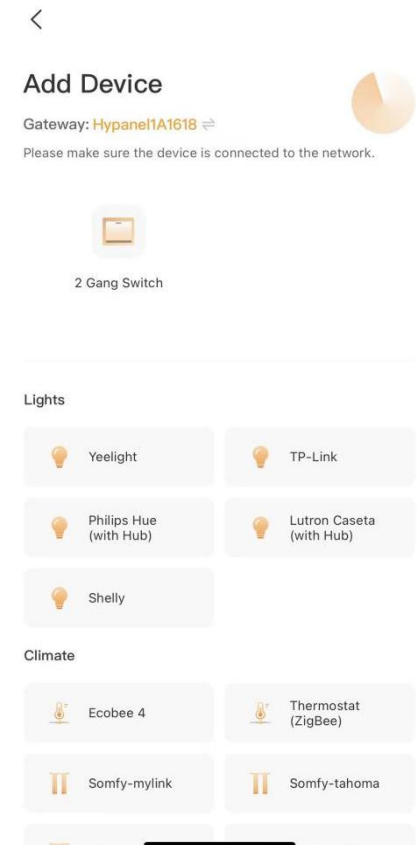 Add Device
Gateway: Hypanel1A1618
Please make sure the device is connected to the network.
2 Gang Switch
Lights
Yeelight
TP-Link
Philips Hue
(with Hub)
Lutron Caseta
(with Hub)
Shelly
Climate
Ecobee 4
Thermostat
(ZigBee)
Somfy-mylink
Somfy-tahoma